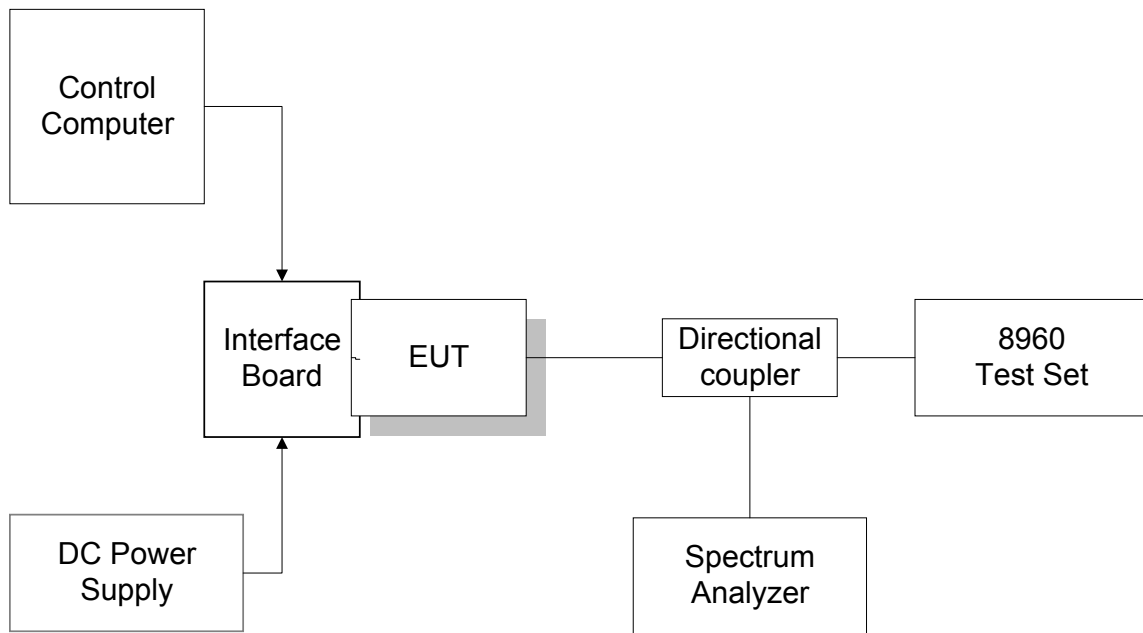 Control
Computer
Interface
Board
EUT
Directional
coupler
8960
Test Set
DC Power
Supply
Spectrum
Analyzer